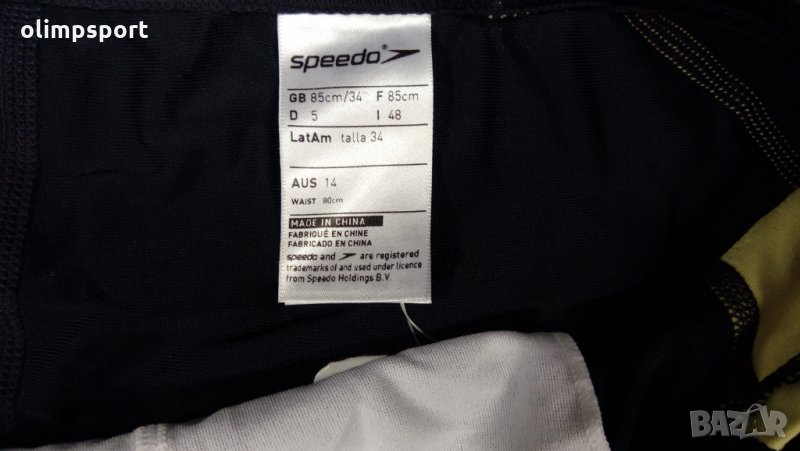 olimpsport
speedo®
GB 85cm/34" F 85cm
D 5 I 48
LatAm talla 34
AUS 14
WAIST 80cm
MADE IN CHINA
FABRIQUÉ EN CHINE
FABRICADO EN CHINA
speedo and are registered
trademarks of and used under licence
from Speedo Holdings B.V.
BAZAR